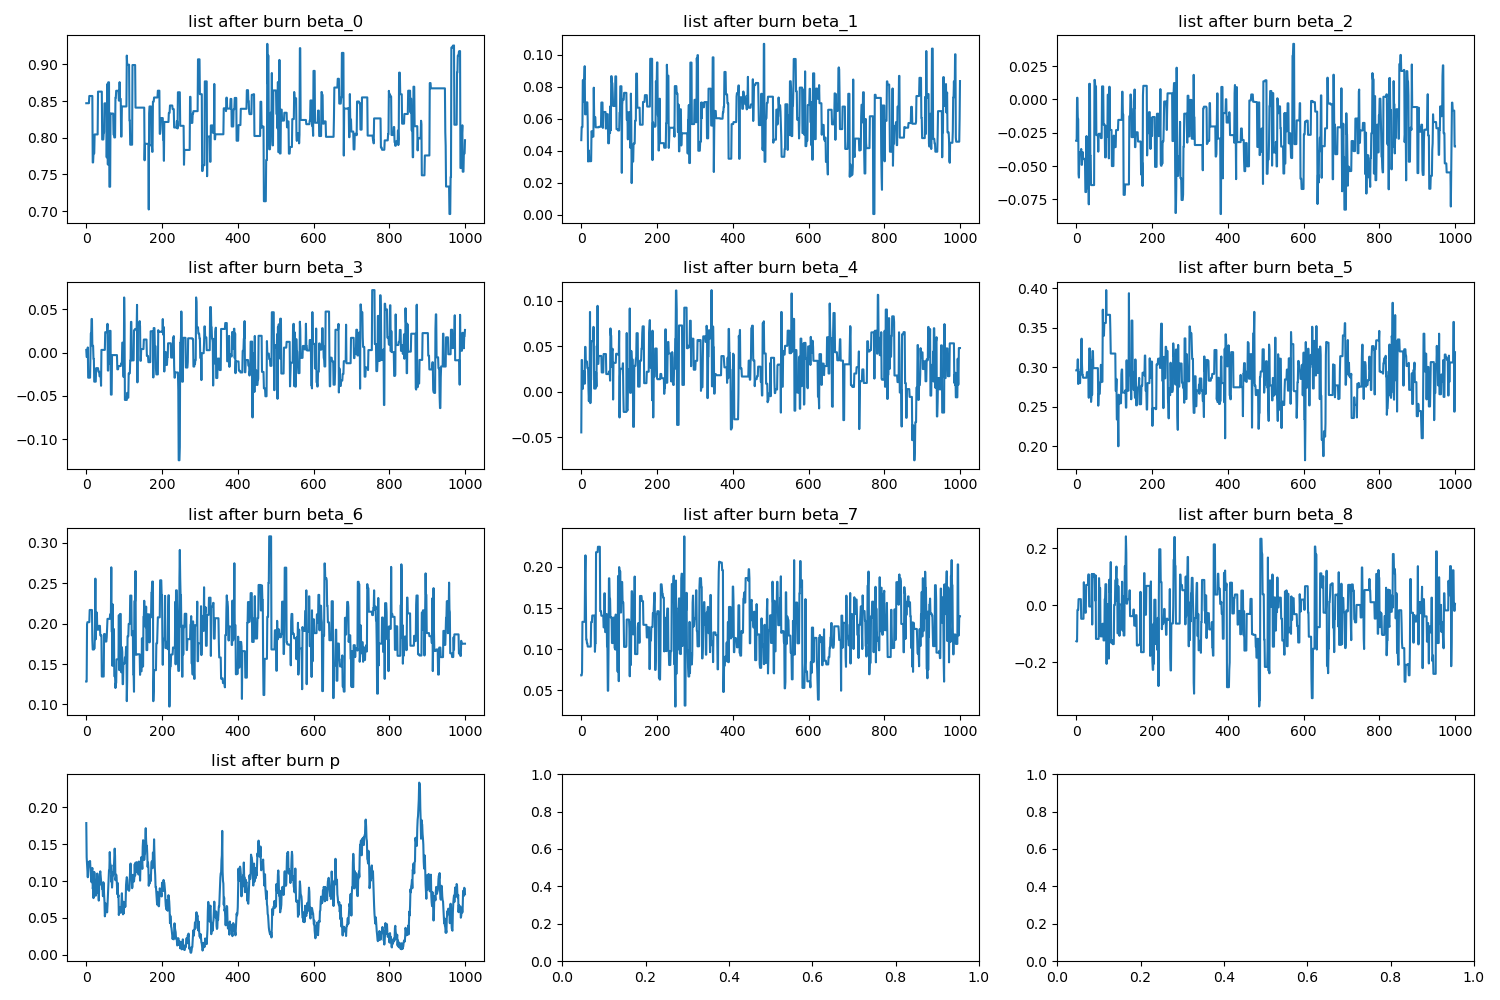 list after burn beta_0
list after burn beta_1
list after burn beta_2
0.90
0.85
0.80
0.75
0.70
0 200 400 600 800 1000
0.10
0.08
0.06
0.04
0.02
0.00
0 200 400 600 800 1000
0.025
0.000
−0.025
−0.050
−0.075
0 200 400 600 800 1000
list after burn beta_3
list after burn beta_4
list after burn beta_5
0.05
0.00
−0.05
−0.10
0 200 400 600 800 1000
0.10
0.05
0.00
−0.05
0 200 400 600 800 1000
0.40
0.35
0.30
0.25
0.20
0 200 400 600 800 1000
list after burn beta_6
list after burn beta_7
list after burn beta_8
0.30
0.25
0.20
0.15
0.10
0 200 400 600 800 1000
0.20
0.15
0.10
0.05
0 200 400 600 800 1000
0.2
0.0
−0.2
0 200 400 600 800 1000
list after burn p
0.20
0.15
0.10
0.05
0.00
0 200 400 600 800 1000
1.0
0.8
0.6
0.4
0.2
0.0
0.0 0.2 0.4 0.6 0.8 1.0
1.0
0.8
0.6
0.4
0.2
0.0
0.0 0.2 0.4 0.6 0.8 1.0